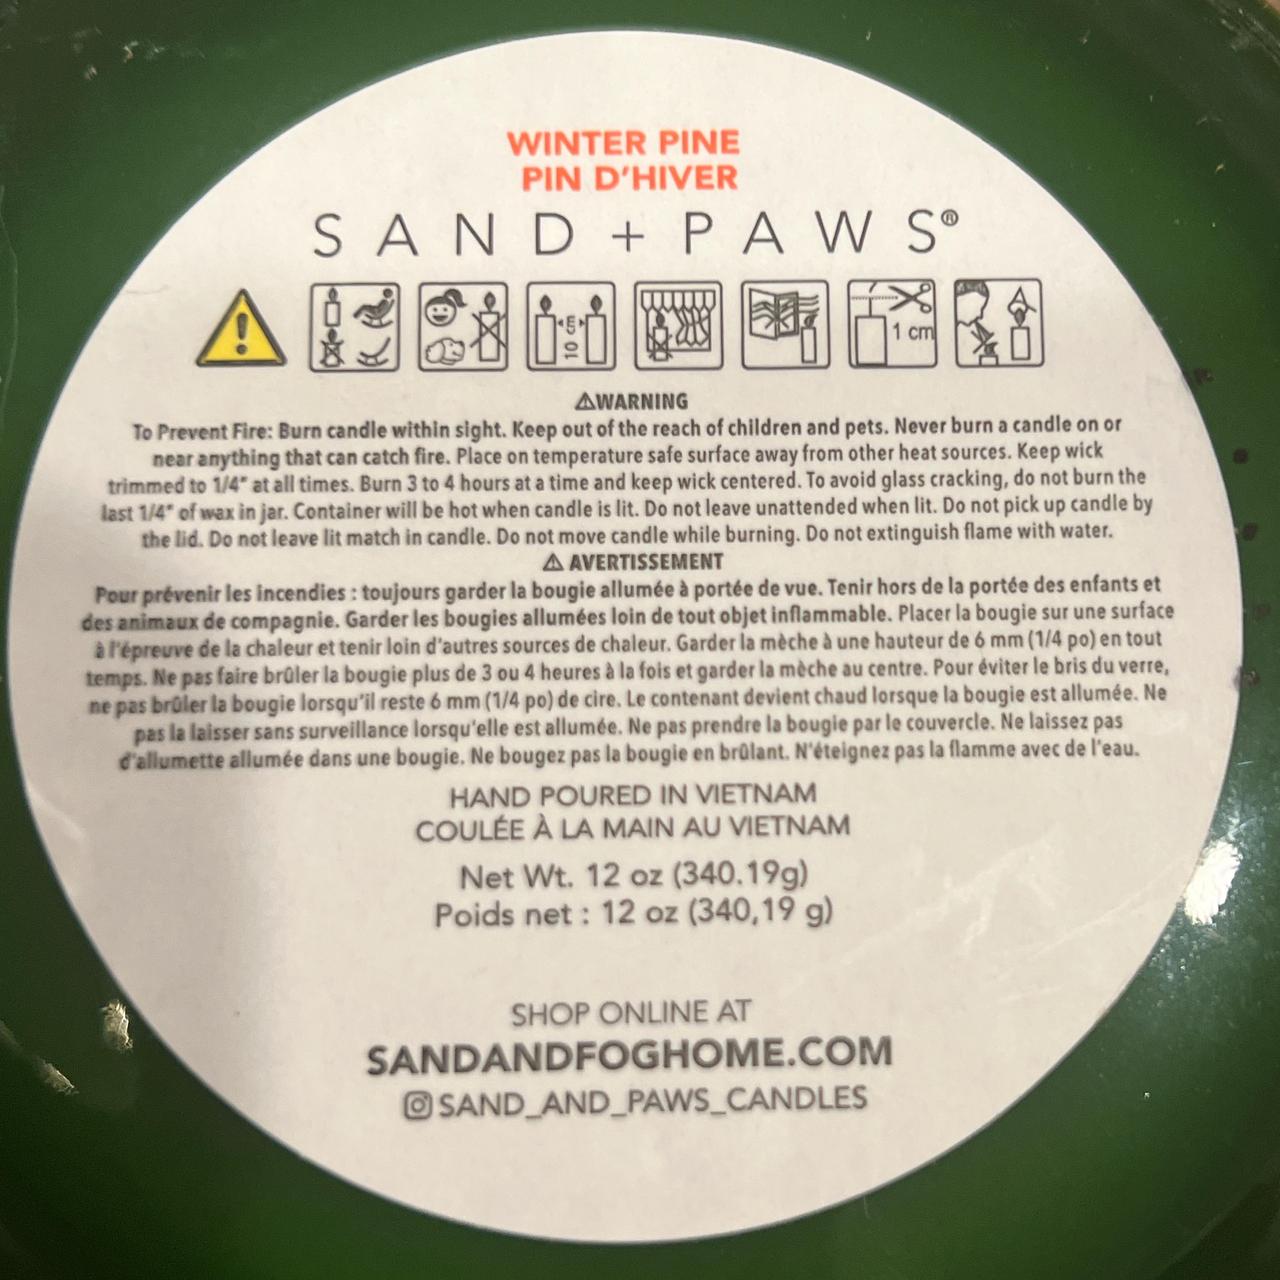 WINTER PINE
PIN D'HIVER
SAND + PAWS®
10 cm
1 cm
⚠WARNING
To Prevent Fire: Burn candle within sight. Keep out of the reach of children and pets. Never burn a candle on or
near anything that can catch fire. Place on temperature safe surface away from other heat sources. Keep wick
trimmed to 1/4" at all times. Burn 3 to 4 hours at a time and keep wick centered. To avoid glass cracking, do not burn the
last 1/4" of wax in jar. Container will be hot when candle is lit. Do not leave unattended when lit. Do not pick up candle by
the lid. Do not leave lit match in candle. Do not move candle while burning. Do not extinguish flame with water.
⚠ AVERTISSEMENT
Pour prévenir les incendies : toujours garder la bougie allumée à portée de vue. Tenir hors de la portée des enfants et
des animaux de compagnie. Garder les bougies allumées loin de tout objet inflammable. Placer la bougie sur une surface
à l'épreuve de la chaleur et tenir loin d'autres sources de chaleur. Garder la mèche à une hauteur de 6 mm (1/4 po) en tout
temps. Ne pas faire brûler la bougie plus de 3 ou 4 heures à la fois et garder la mèche au centre. Pour éviter le bris du verre,
ne pas brûler la bougie lorsqu'il reste 6 mm (1/4 po) de cire. Le contenant devient chaud lorsque la bougie est allumée. Ne
pas la laisser sans surveillance lorsqu'elle est allumée. Ne pas prendre la bougie par le couvercle. Ne laissez pas
d'allumette allumée dans une bougie. Ne bougez pas la bougie en brûlant. N'éteignez pas la flamme avec de l'eau.
HAND POURED IN VIETNAM
COULÉE À LA MAIN AU VIETNAM
Net Wt. 12 oz (340.19g)
Poids net : 12 oz (340,19 g)
SHOP ONLINE AT
SANDANDFOGHOME.COM
SAND_AND_PAWS_CANDLES